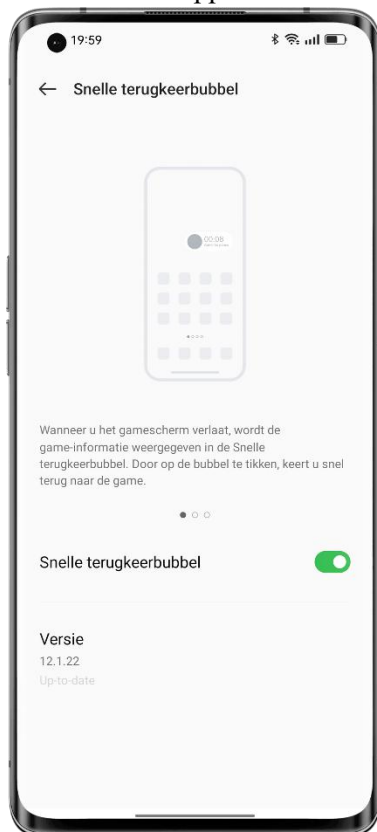 19:59
Snelle terugkeerbubbel
00:08
Wanneer u het gamescherm verlaat, wordt de
game-informatie weergegeven in de Snelle
terugkeerbubbel. Door op de bubbel te tikken, keert u snel
terug naar de game.
Snelle terugkeerbubbel
Versie
12.1.22
Up-to-date